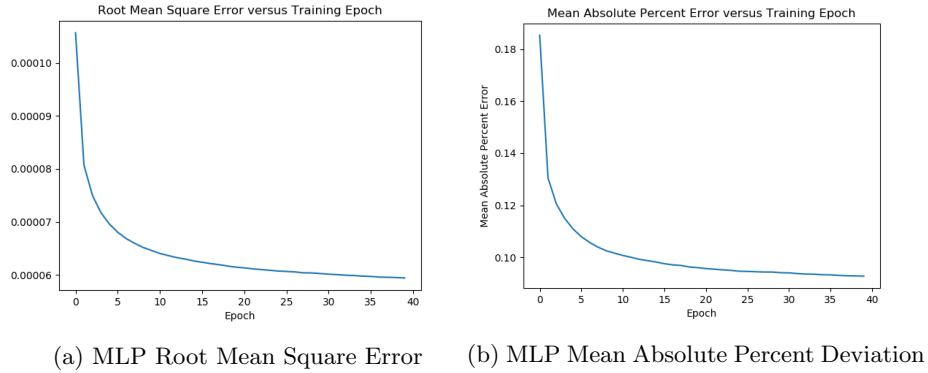 Root Mean Square Error versus Training Epoch
0.00010
0.00009
0.00008
0.00007
0.00006
0 5 10 15 20 25 30 35 40
Epoch
Mean Absolute Percent Error versus Training Epoch
Mean Absolute Percent Error
0.18
0.16
0.14
0.12
0.10
0 5 10 15 20 25 30 35 40
Epoch
(a) MLP Root Mean Square Error
(b) MLP Mean Absolute Percent Deviation